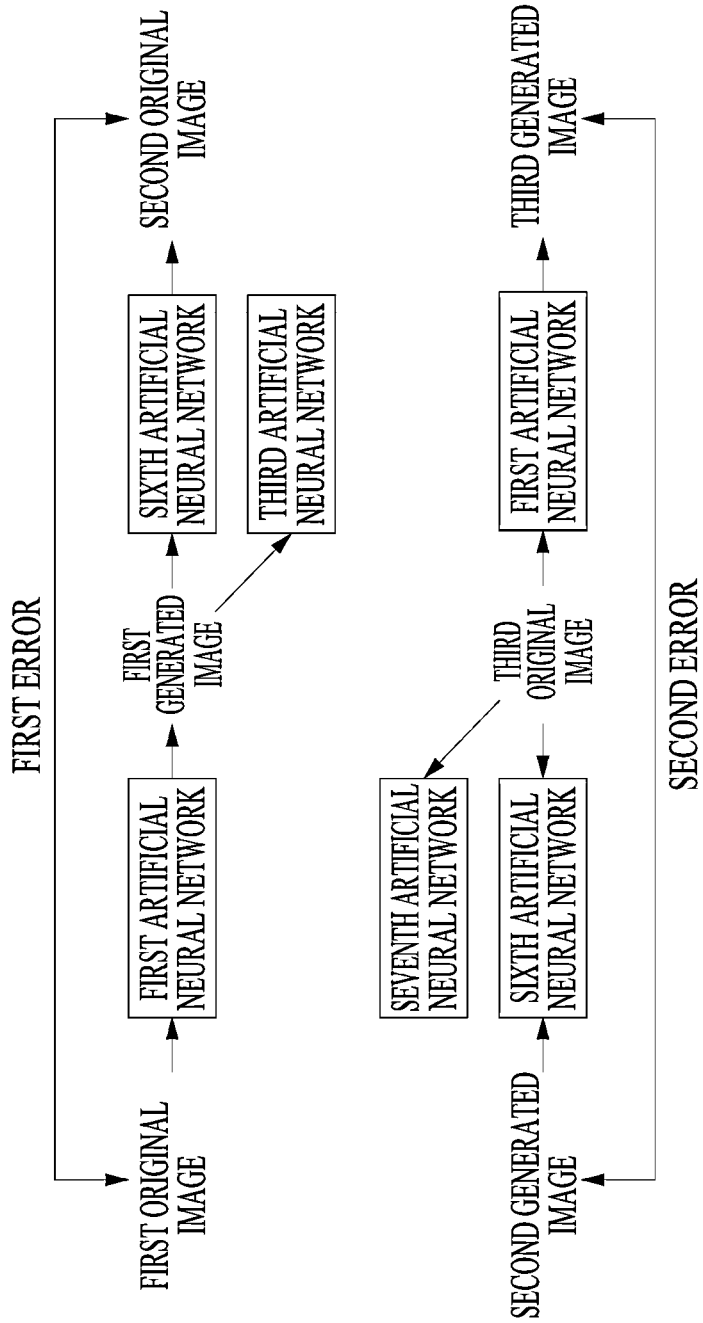 FIRST ERROR
FIRST ORIGINAL
IMAGE
FIRST ARTIFICIAL
NEURAL NETWORK
FIRST
GENERATED
IMAGE
SIXTH ARTIFICIAL
NEURAL NETWORK
THIRD ARTIFICIAL
NEURAL NETWORK
SECOND ORIGINAL
IMAGE
SECOND GENERATED
IMAGE
SEVENTH ARTIFICIAL
NEURAL NETWORK
SIXTH ARTIFICIAL
NEURAL NETWORK
THIRD
ORIGINAL
IMAGE
FIRST ARTIFICIAL
NEURAL NETWORK
THIRD GENERATED
IMAGE
SECOND ERROR